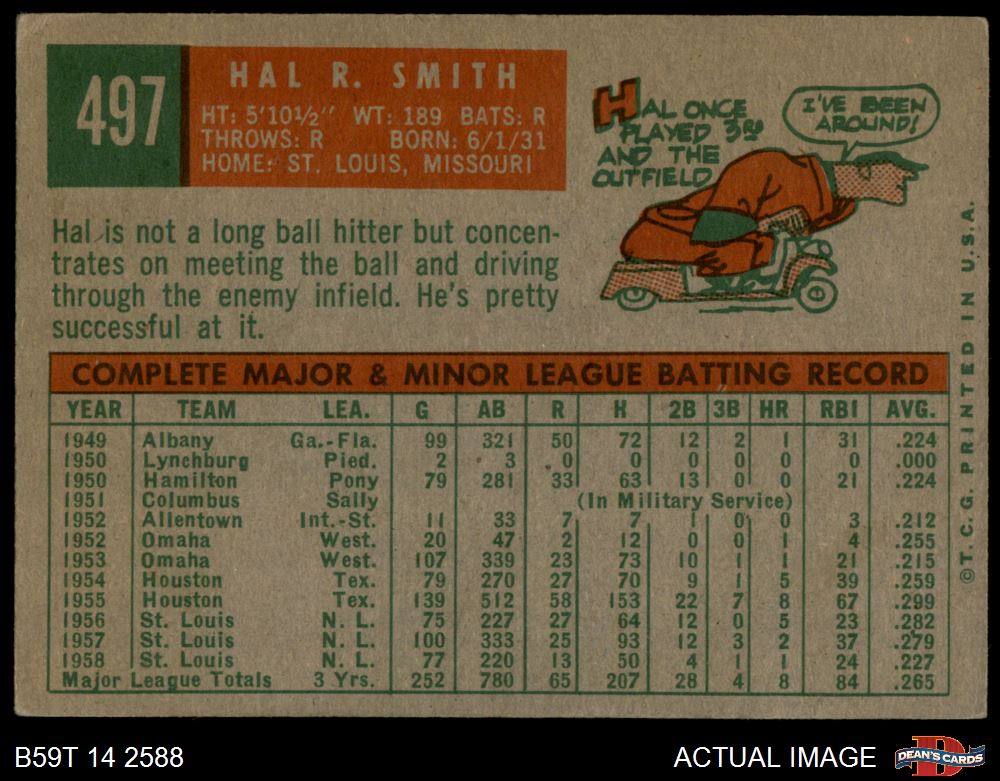 497
HAL R. SMITH
HT: 5'10½" WT: 189 BATS: R
THROWS: R BORN: 6/1/31
HOME: ST. LOUIS, MISSOURI
HAL ONCE
PLAYED 3RD
AND THE
OUTFIELD
I'VE BEEN
AROUND!
Hal is not a long ball hitter but concen-
trates on meeting the ball and driving
through the enemy infield. He's pretty
successful at it.
COMPLETE MAJOR & MINOR LEAGUE BATTING RECORD
YEAR TEAM LEA. G AB R H 2B 3B HR RBI AVG.
1949 Albany Ga.-Fla. 99 321 50 72 12 2 1 31 .224
1950 Lynchburg Pied. 2 3 0 0 0 0 0 0 .000
1950 Hamilton Pony 79 281 33 63 13 0 0 21 .224
1951 Columbus Sally (In Military Service)
1952 Allentown Int.-St. 11 33 7 7 1 0 0 3 .212
1952 Omaha West. 20 47 2 12 0 0 1 4 .255
1953 Omaha West. 107 339 23 73 10 1 1 21 .215
1954 Houston Tex. 79 270 27 70 9 1 5 39 .259
1955 Houston Tex. 139 512 58 153 22 7 8 67 .299
1956 St. Louis N. L. 75 227 27 64 12 0 5 23 .282
1957 St. Louis N. L. 100 333 25 93 12 3 2 37 .279
1958 St. Louis N. L. 77 220 13 50 4 1 1 24 .227
Major League Totals 3 Yrs. 252 780 65 207 28 4 8 84 .265
©T.C.G. PRINTED IN U.S.A.
B59T 14 2588
ACTUAL IMAGE
D
DEAN'S CARDS